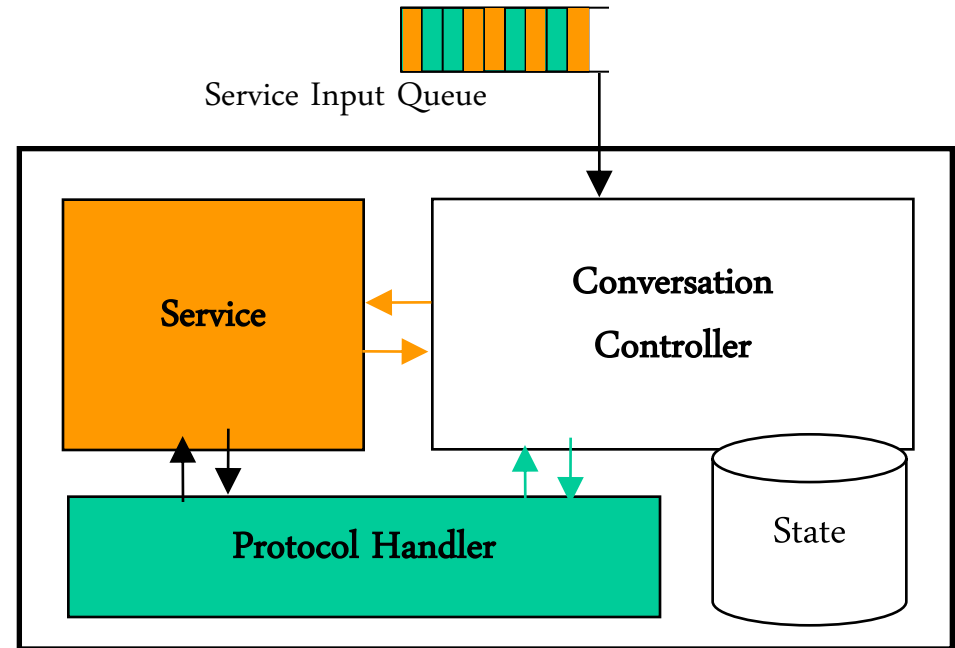 Service Input Queue
Service
Conversation
Controller
Protocol Handler
State